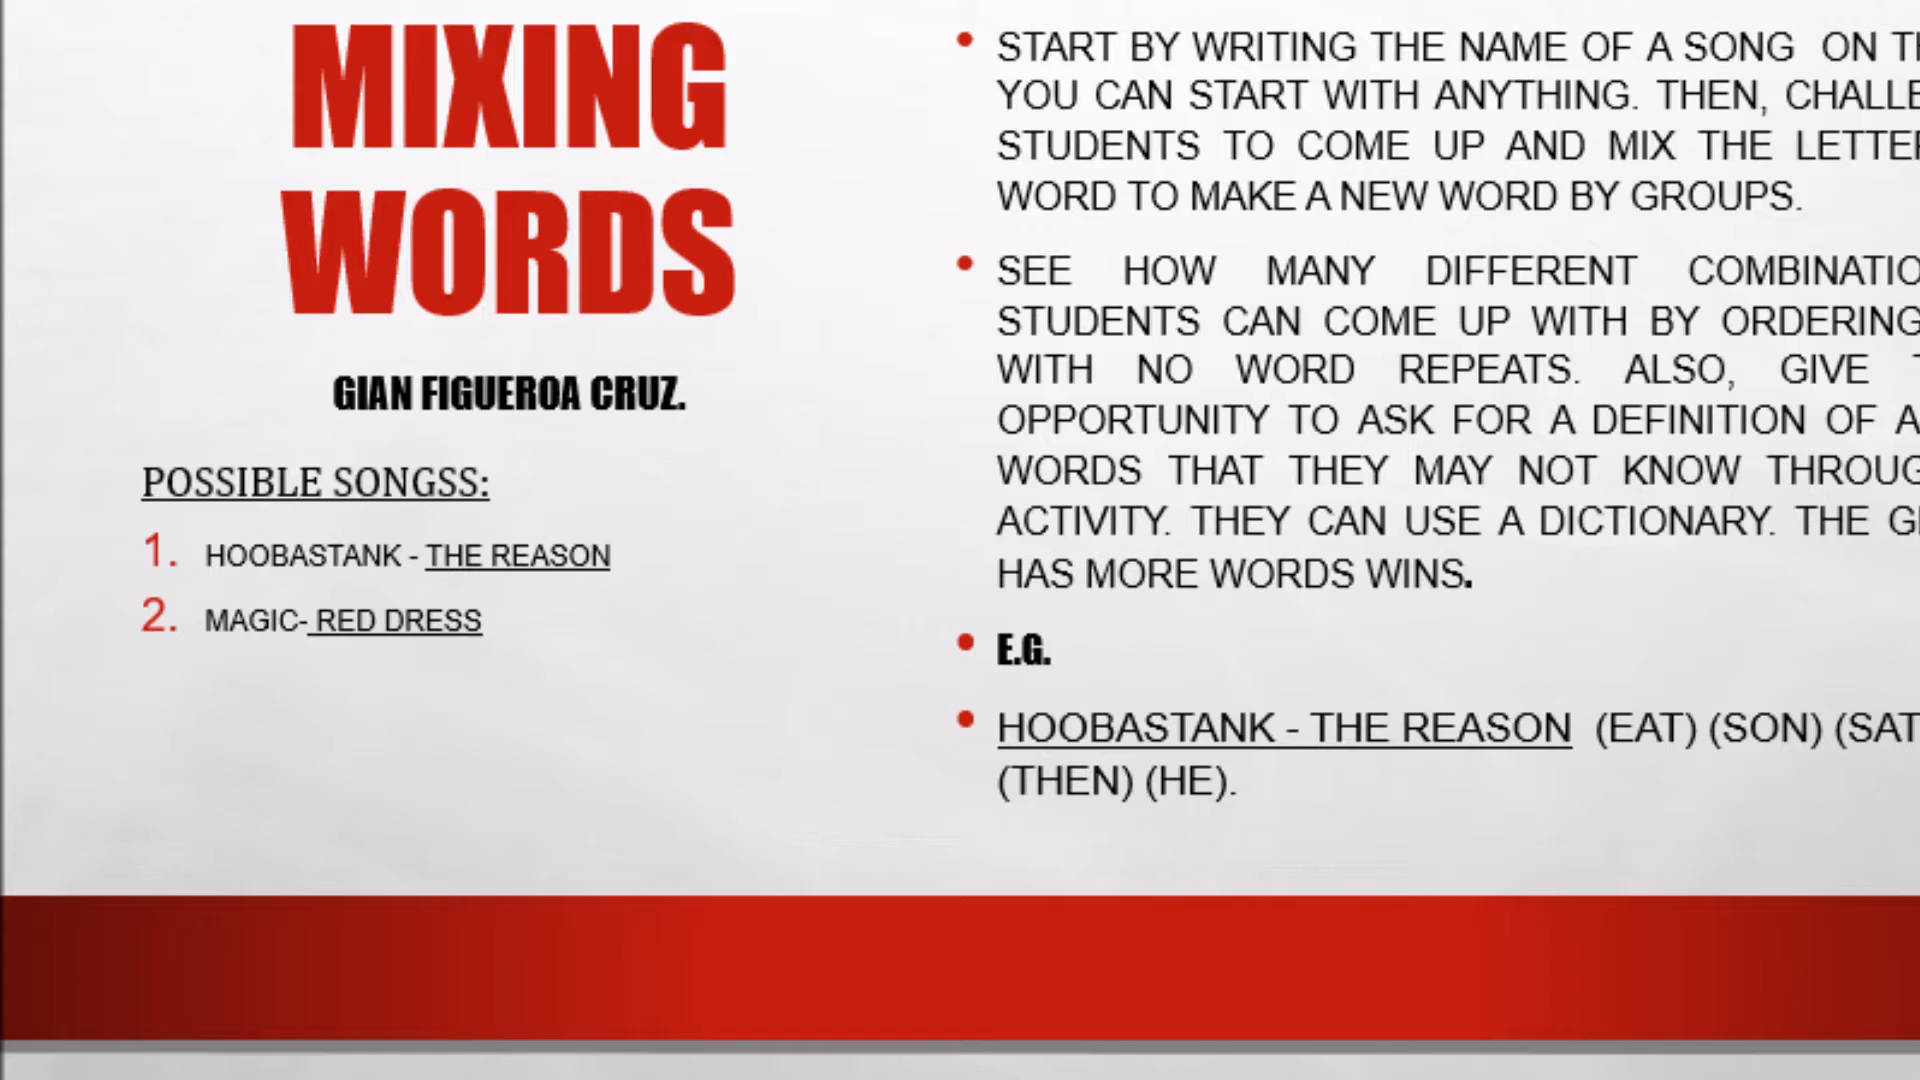 MIXING
WORDS
GIAN FIGUEROA CRUZ.
POSSIBLE SONGSS:
1. HOOBASTANK - THE REASON
2. MAGIC- RED DRESS
• START BY WRITING THE NAME OF A SONG ON
YOU CAN START WITH ANYTHING. THEN,
STUDENTS TO COME UP AND MIX THE
WORD TO MAKE A NEW WORD BY GROUPS.
• SEE HOW MANY DIFFERENT
STUDENTS CAN COME UP WITH BY ORDERING
WITH NO WORD REPEATS. ALSO, GIVE
OPPORTUNITY TO ASK FOR A DEFINITION OF
WORDS THAT THEY MAY NOT KNOW
ACTIVITY. THEY CAN USE A DICTIONARY. THE
HAS MORE WORDS WINS.
• E.G.
• HOOBASTANK - THE REASON (EAT) (SON) (SAT
(THEN) (HE).